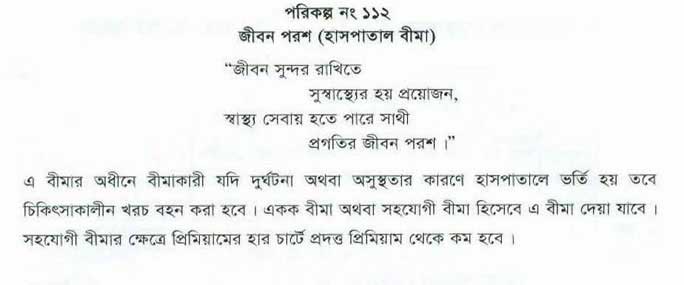 পরিকল্প নং ১১২
জীবন পরশ (হাসপাতাল বীমা)
“জীবন সুন্দর রাখিতে
সুস্বাস্থ্যের হয় প্রয়োজন,
স্বাস্থ্য সেবায় হতে পারে সাথী
প্রগতির জীবন পরশ।”
এ বীমার অধীনে বীমাকারী যদি দুর্ঘটনা অথবা অসুস্থতার কারণে হাসপাতালে ভর্তি হয় তবে
চিকিৎসাকালীন খরচ বহন করা হবে। একক বীমা অথবা সহযোগী বীমা হিসেবে এ বীমা দেয়া যাবে।
সহযোগী বীমার ক্ষেত্রে প্রিমিয়ামের হার চার্টে প্রদত্ত প্রিমিয়াম থেকে কম হবে।